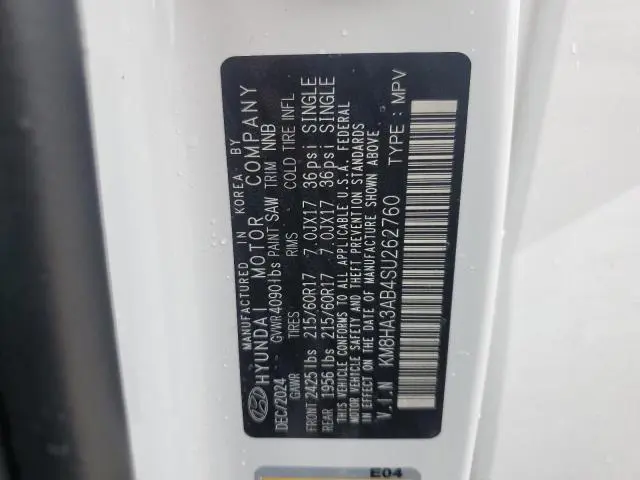 MANUFACTURED IN KOREA BY
HYUNDAI MOTOR COMPANY
DEC/2024 GVWR 4090 lbs PAINT SAW TRIM NNB
GAWR TIRES RIMS COLD TIRE INFL
FRONT 2425 lbs 215/60R17 7.0JX17 36psi SINGLE
REAR 1956 lbs 215/60R17 7.0JX17 36psi SINGLE
THIS VEHICLE CONFORMS TO ALL APPLICABLE U.S.A. FEDERAL
MOTOR VEHICLE SAFETY AND THEFT PREVENTION STANDARDS
IN EFFECT ON THE DATE OF MANUFACTURE SHOWN ABOVE.
V.I.N KM8HA3AB4SU262760 TYPE : MPV
E04